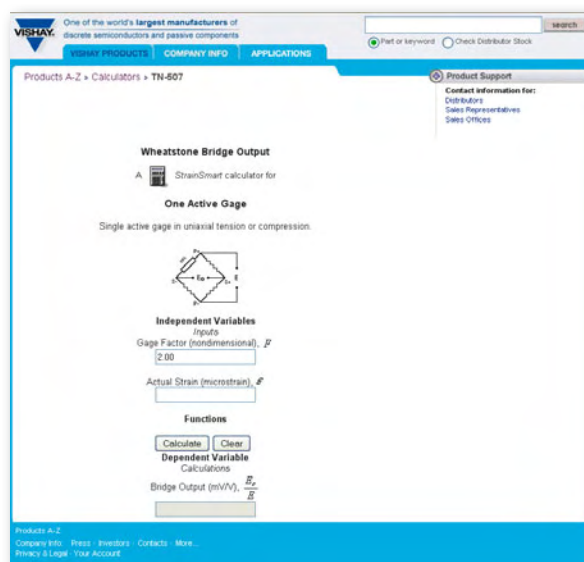 VISHAY.
One of the world's largest manufacturers of
discrete semiconductors and passive components
search
Part or keyword
Check Distributor Stock
VISHAY PRODUCTS
COMPANY INFO
APPLICATIONS
Products A-Z » Calculators » TN-507
Product Support
Contact information for:
Distributors
Sales Representatives
Sales Offices
Wheatstone Bridge Output
A StrainSmart calculator for
One Active Gage
Single active gage in uniaxial tension or compression.
P+
S-
Eo
S+
E
P-
Independent Variables
Inputs
Gage Factor (nondimensional), F
2.00
Actual Strain (microstrain), ε
Functions
Calculate
Clear
Dependent Variable
Calculations
Bridge Output (mV/V), Eo
E
Products A-Z
Company Info · Press · Investors · Contacts · More...
Privacy & Legal · Your Account